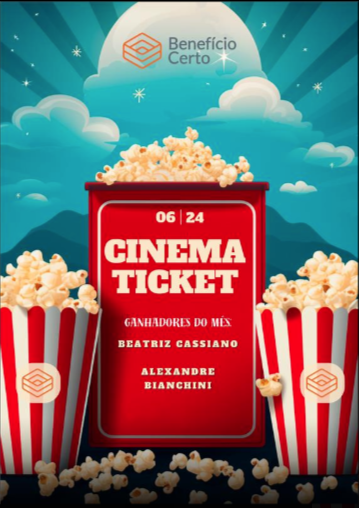 Benefício
Certo
06 | 24
CINEMA
TICKET
GANHADORES DO MÊS
BEATRIZ CASSIANO
ALEXANDRE
BIANCHINI